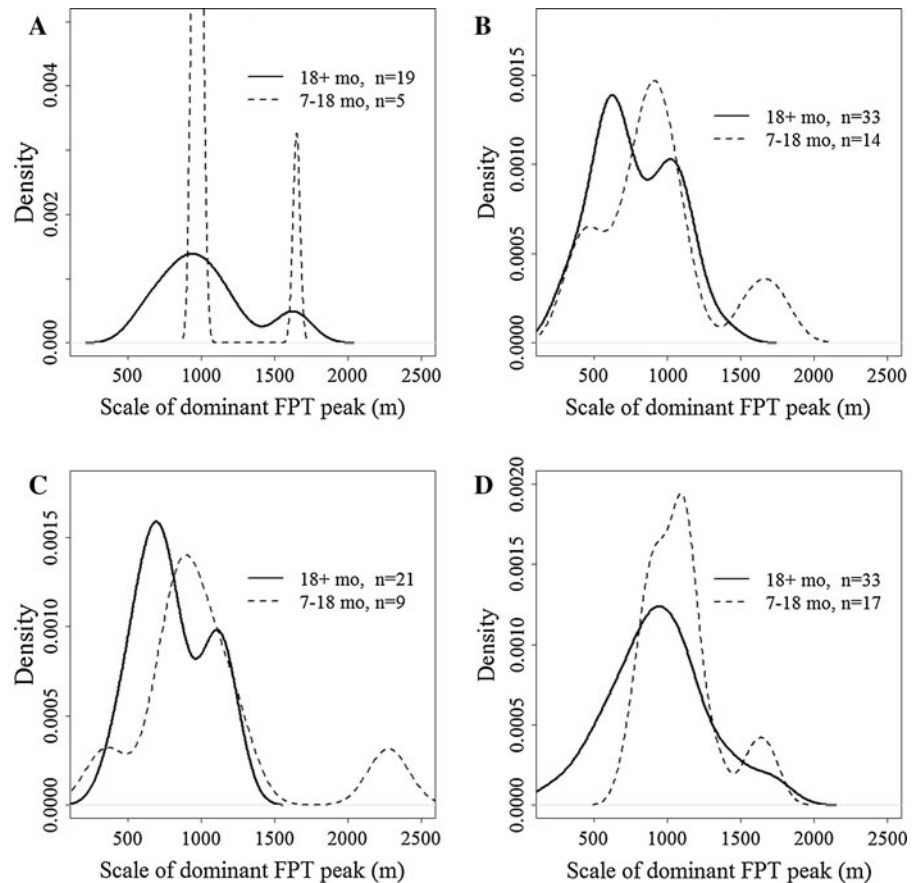 A
18+ mo, n=19
7-18 mo, n=5
Density
0.000
0.002
0.004
500 1000 1500 2000 2500
Scale of dominant FPT peak (m)
B
18+ mo, n=33
7-18 mo, n=14
Density
0.0000
0.0005
0.0010
0.0015
500 1000 1500 2000 2500
Scale of dominant FPT peak (m)
C
18+ mo, n=21
7-18 mo, n=9
Density
0.0000
0.0005
0.0010
0.0015
500 1000 1500 2000 2500
Scale of dominant FPT peak (m)
D
18+ mo, n=33
7-18 mo, n=17
Density
0.0000
0.0005
0.0010
0.0015
0.0020
500 1000 1500 2000 2500
Scale of dominant FPT peak (m)